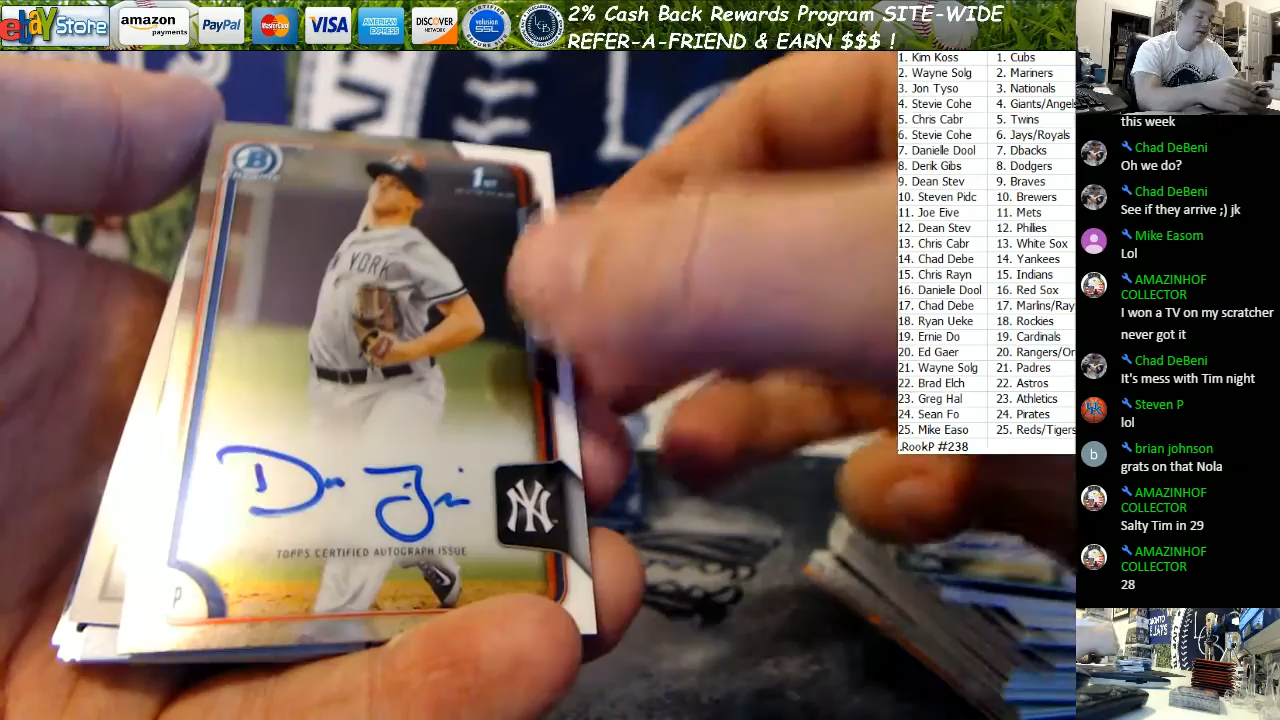 ebay Store
amazon payments
PayPal
MasterCard
VISA
AMERICAN EXPRESS
DISCOVER
volusion SSL
2% Cash Back Rewards Program SITE-WIDE
REFER-A-FRIEND & EARN $$$ !
1. Kim Koss 1. Cubs
2. Wayne Solg 2. Mariners
3. Jon Tyso 3. Nationals
4. Stevie Cohe 4. Giants/Angels
5. Chris Cabr 5. Twins
6. Stevie Cohe 6. Jays/Royals
7. Danielle Dool 7. Dbacks
8. Derik Gibs 8. Dodgers
9. Dean Stev 9. Braves
10. Steven Pidc 10. Brewers
11. Joe Eive 11. Mets
12. Dean Stev 12. Philies
13. Chris Cabr 13. White Sox
14. Chad Debe 14. Yankees
15. Chris Rayn 15. Indians
16. Danielle Dool 16. Red Sox
17. Chad Debe 17. Marlins/Ray
18. Ryan Ueke 18. Rockies
19. Ernie Do 19. Cardinals
20. Ed Gaer 20. Rangers/Or
21. Wayne Solg 21. Padres
22. Brad Elch 22. Astros
23. Greg Hal 23. Athletics
24. Sean Fo 24. Pirates
25. Mike Easo 25. Reds/Tigers
.RookP #238
this week
Chad DeBeni
Oh we do?
Chad DeBeni
See if they arrive ;) jk
Mike Easom
Lol
AMAZINHOF COLLECTOR
I won a TV on my scratcher
never got it
Chad DeBeni
It's mess with Tim night
Steven P
lol
b
brian johnson
grats on that Nola
AMAZINHOF COLLECTOR
Salty Tim in 29
AMAZINHOF COLLECTOR
28
B
1ST
YORK
NY
TOPPS CERTIFIED AUTOGRAPH ISSUE
P